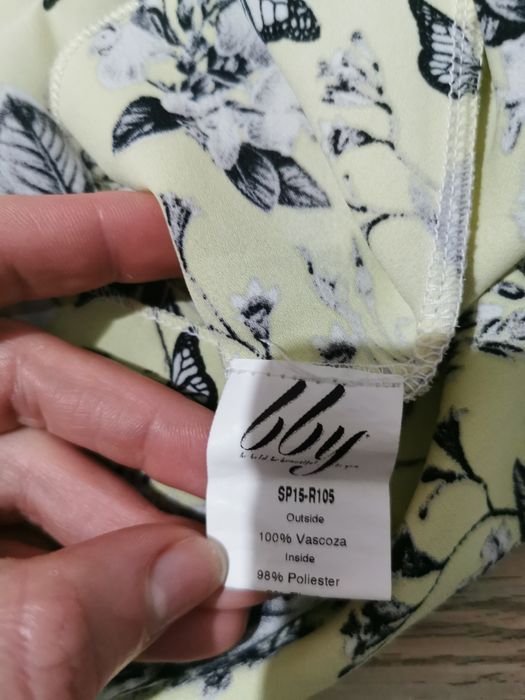 bby
SP15-R105
Outside
100% Vascoza
Inside
98% Poliester